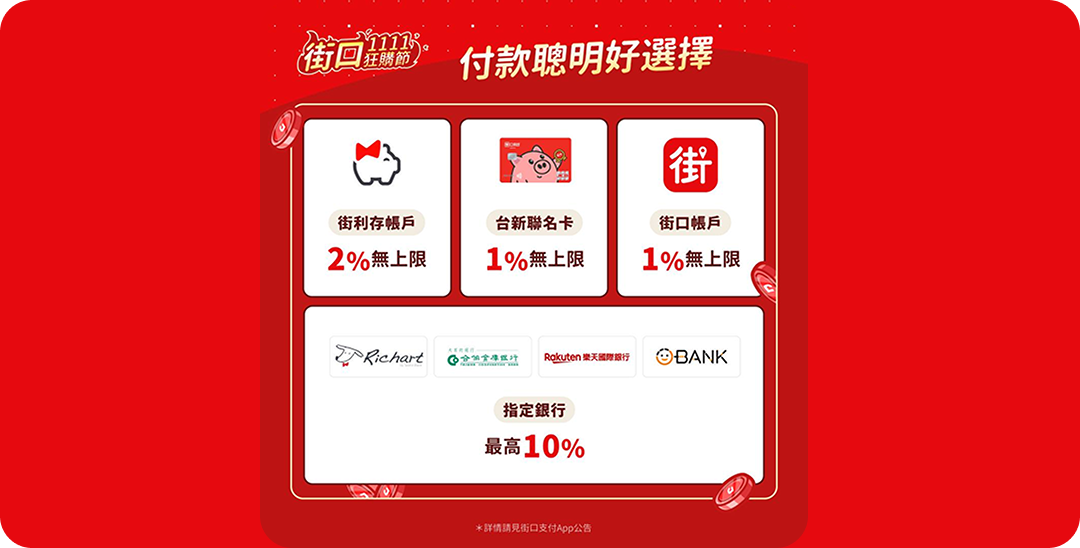 街口 1111 狂購節
付款聰明好選擇
街利存帳戶
2%無上限
台新聯名卡
1%無上限
街
街口帳戶
1%無上限
Richart
合作金庫銀行
Rakuten 樂天國際銀行
BANK
指定銀行
最高10%
＊詳情請見街口支付App公告